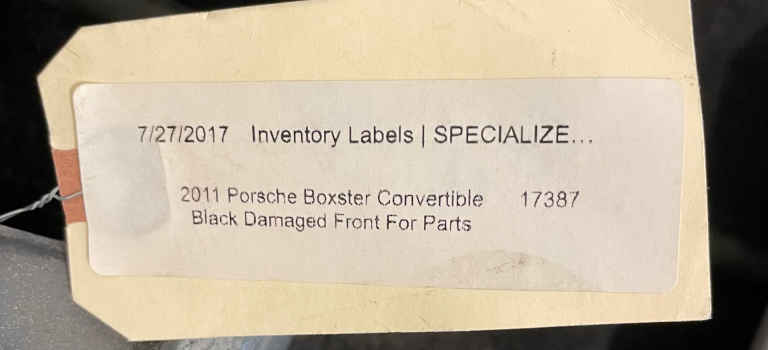 7/27/2017 Inventory Labels | SPECIALIZE...
2011 Porsche Boxster Convertible 17387
Black Damaged Front For Parts